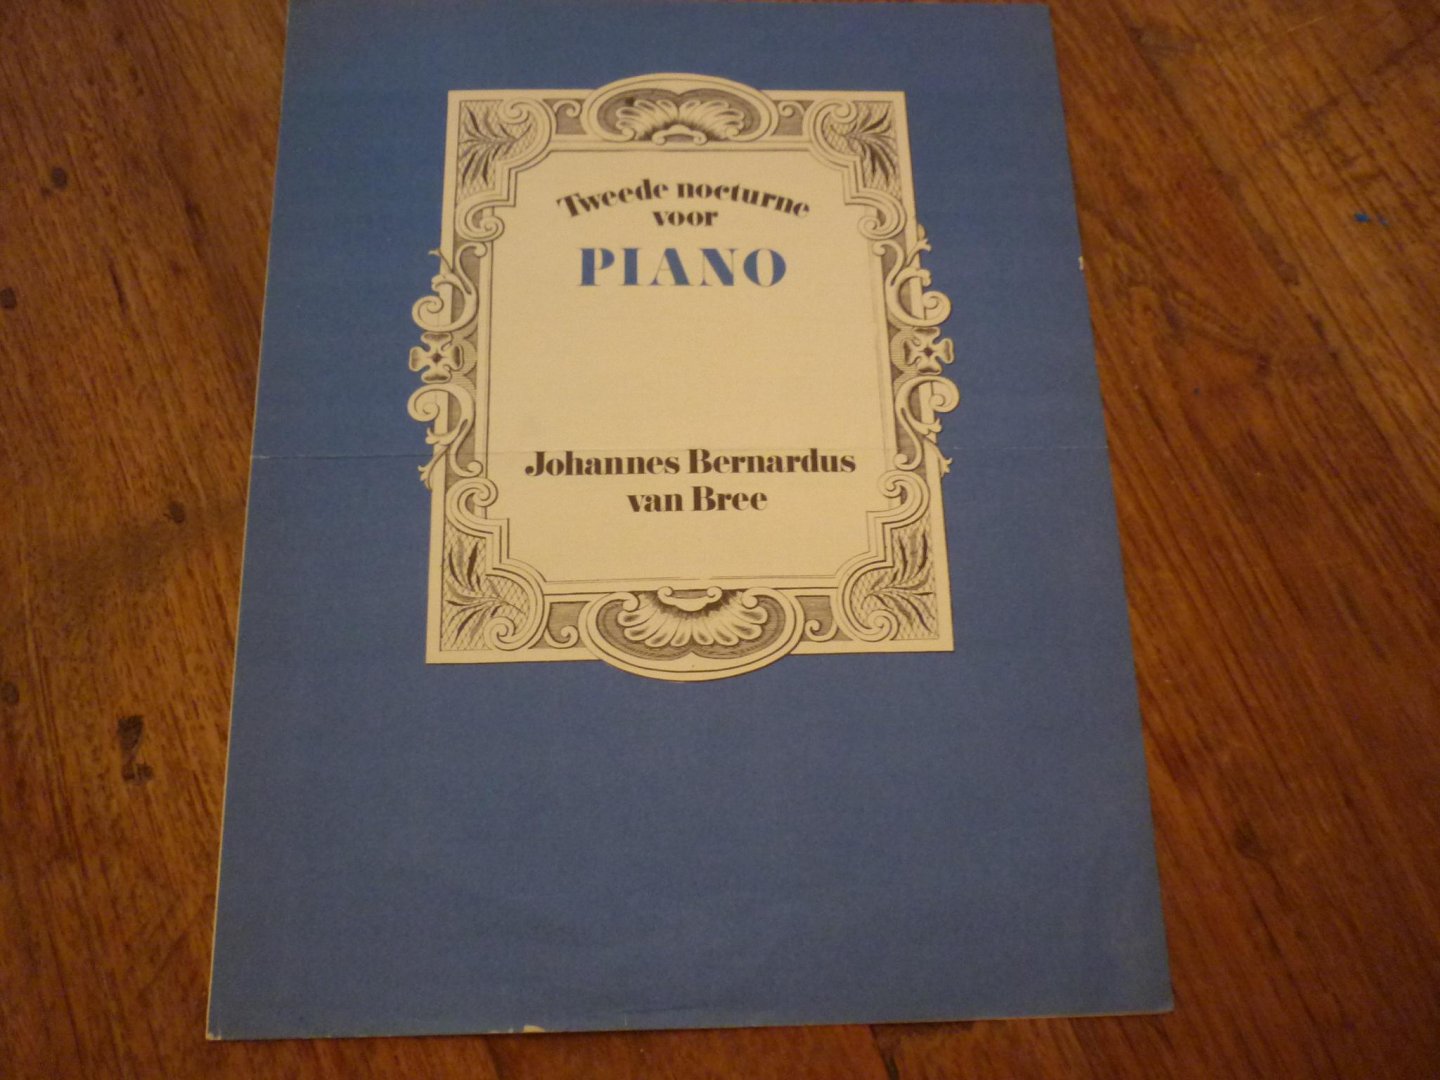 Tweede nocturne
voor
PIANO
Johannes Bernardus
van Bree